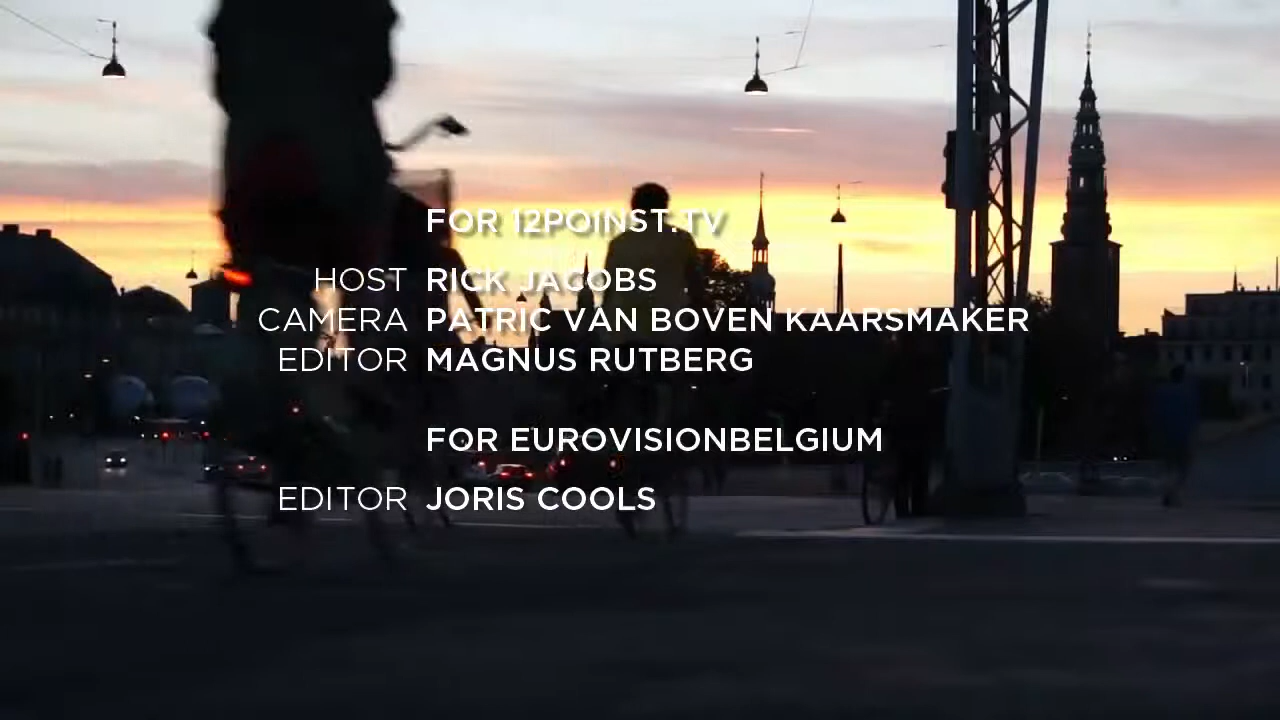 FOR 12POINST.TV
HOST RICK JACOBS
CAMERA PATRIC VAN BOVEN KAARSMAKER
EDITOR MAGNUS RUTBERG
FOR EUROVISIONBELGIUM
EDITOR JORIS COOLS